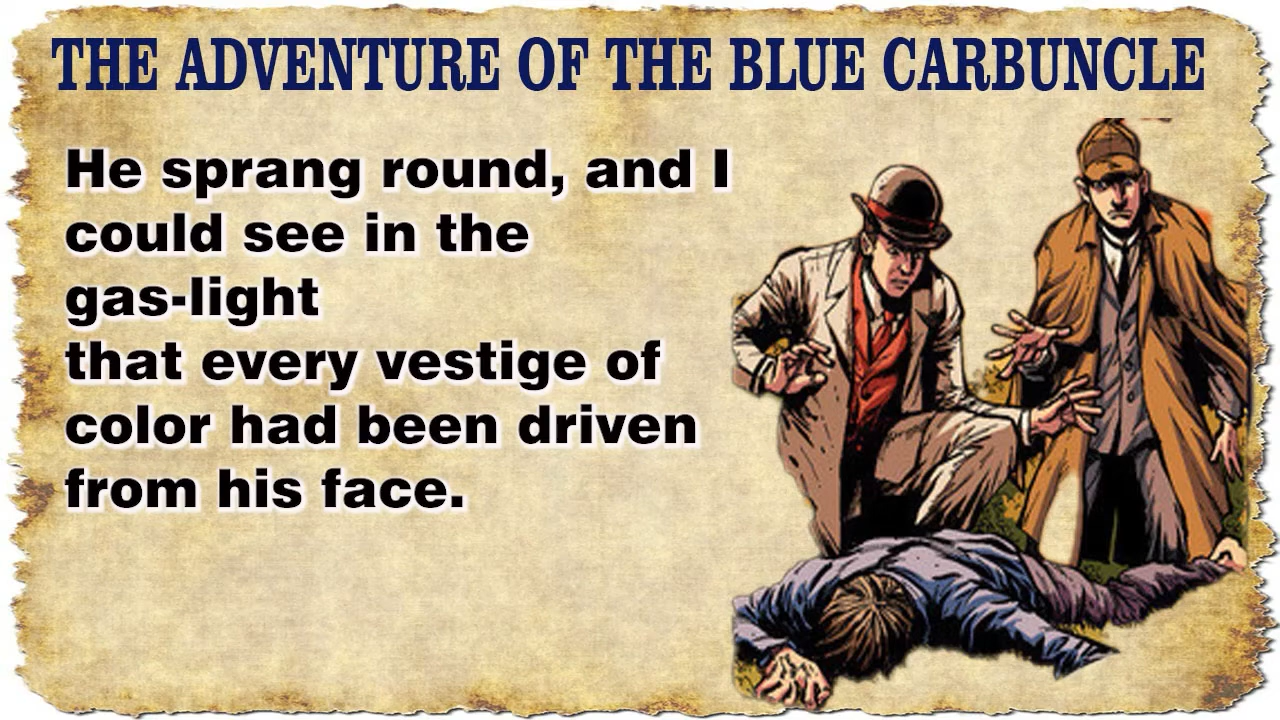 THE ADVENTURE OF THE BLUE CARBUNCLE
He sprang round, and I
could see in the
gas-light
that every vestige of
color had been driven
from his face.